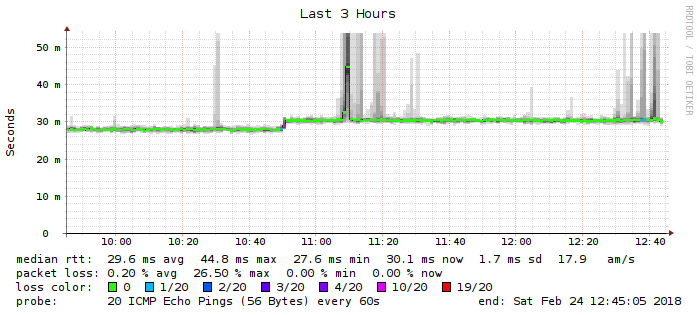 Last 3 Hours
RRDTOOL / TOBI OETIKER
Seconds
50 m
40 m
30 m
20 m
10 m
0
10:00 10:20 10:40 11:00 11:20 11:40 12:00 12:20 12:40
median rtt: 29.6 ms avg 44.8 ms max 27.6 ms min 30.1 ms now 1.7 ms sd 17.9 am/s
packet loss: 0.20 % avg 26.50 % max 0.00 % min 0.00 % now
loss color: 0 1/20 2/20 3/20 4/20 10/20 19/20
probe: 20 ICMP Echo Pings (56 Bytes) every 60s end: Sat Feb 24 12:45:05 2018